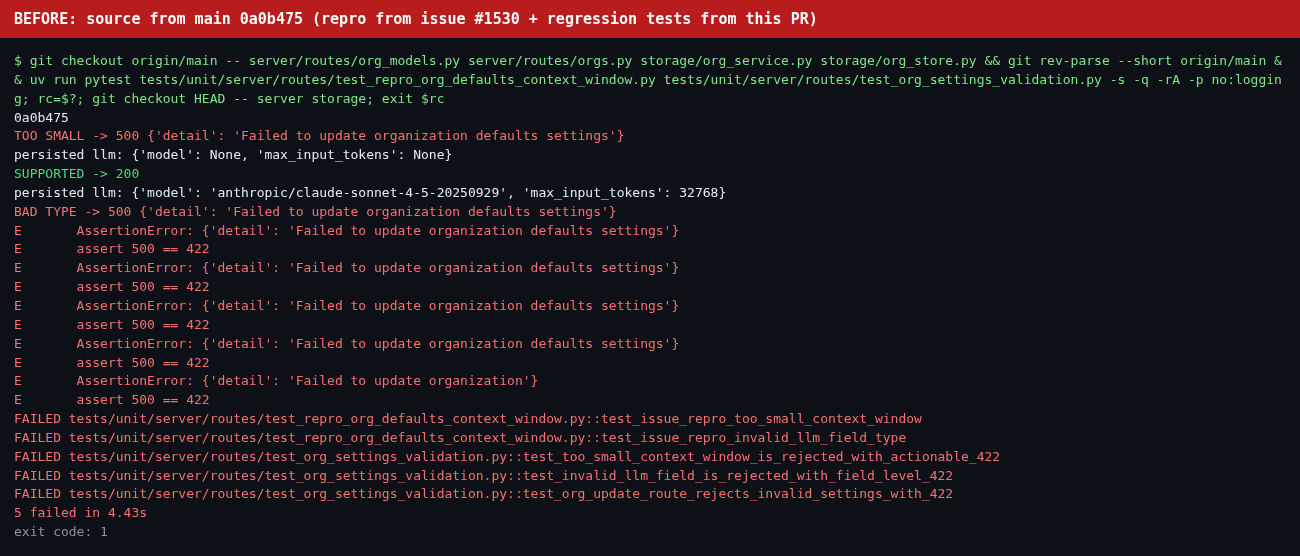 BEFORE: source from main 0a0b475 (repro from issue #1530 + regression tests from this PR)
$ git checkout origin/main -- server/routes/org_models.py server/routes/orgs.py storage/org_service.py storage/org_store.py && git rev-parse --short origin/main &
& uv run pytest tests/unit/server/routes/test_repro_org_defaults_context_window.py tests/unit/server/routes/test_org_settings_validation.py -s -q -rA -p no:loggin
g; rc=$?; git checkout HEAD -- server storage; exit $rc
0a0b475
TOO SMALL -> 500 {'detail': 'Failed to update organization defaults settings'}
persisted llm: {'model': None, 'max_input_tokens': None}
SUPPORTED -> 200
persisted llm: {'model': 'anthropic/claude-sonnet-4-5-20250929', 'max_input_tokens': 32768}
BAD TYPE -> 500 {'detail': 'Failed to update organization defaults settings'}
E       AssertionError: {'detail': 'Failed to update organization defaults settings'}
E       assert 500 == 422
E       AssertionError: {'detail': 'Failed to update organization defaults settings'}
E       assert 500 == 422
E       AssertionError: {'detail': 'Failed to update organization defaults settings'}
E       assert 500 == 422
E       AssertionError: {'detail': 'Failed to update organization defaults settings'}
E       assert 500 == 422
E       AssertionError: {'detail': 'Failed to update organization'}
E       assert 500 == 422
FAILED tests/unit/server/routes/test_repro_org_defaults_context_window.py::test_issue_repro_too_small_context_window
FAILED tests/unit/server/routes/test_repro_org_defaults_context_window.py::test_issue_repro_invalid_llm_field_type
FAILED tests/unit/server/routes/test_org_settings_validation.py::test_too_small_context_window_is_rejected_with_actionable_422
FAILED tests/unit/server/routes/test_org_settings_validation.py::test_invalid_llm_field_is_rejected_with_field_level_422
FAILED tests/unit/server/routes/test_org_settings_validation.py::test_org_update_route_rejects_invalid_settings_with_422
5 failed in 4.43s
exit code: 1